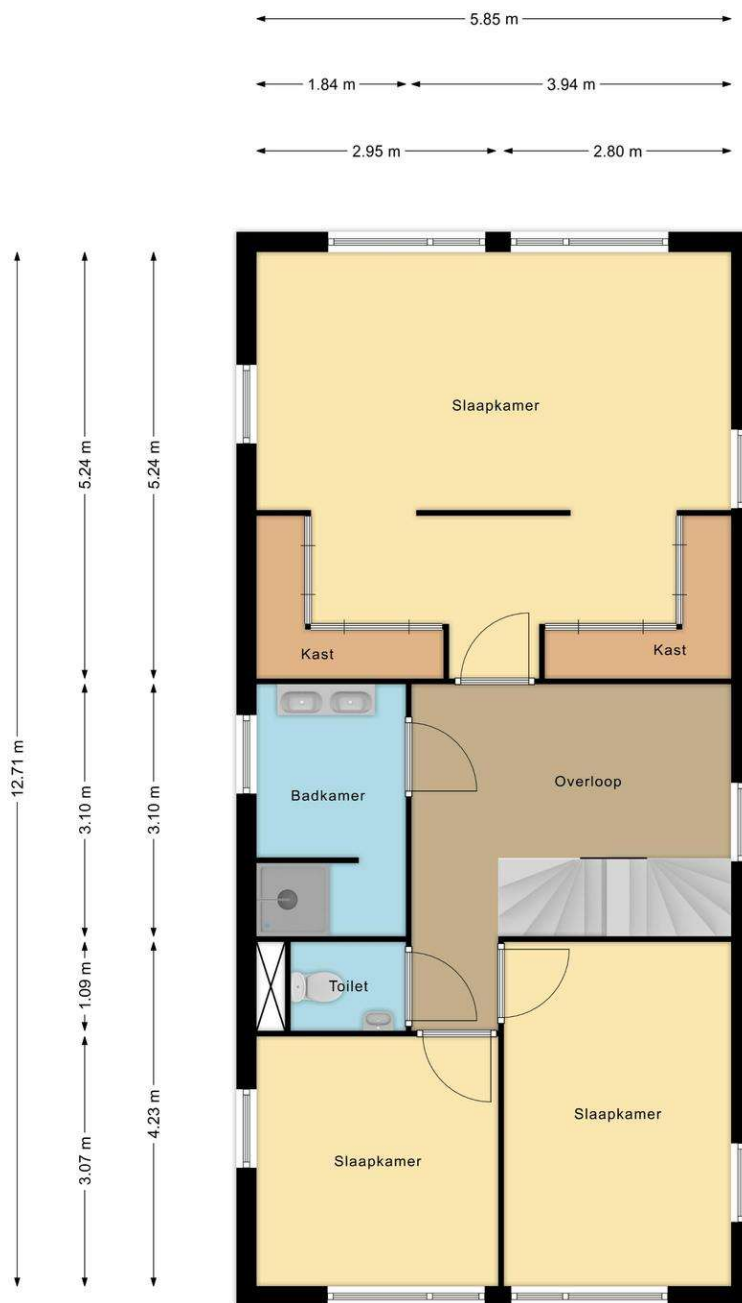 5.85 m
1.84 m
3.94 m
2.95 m
2.80 m
Slaapkamer
5.24 m
5.24 m
Kast
Kast
12.71 m
3.10 m
3.10 m
Badkamer
Overloop
1.09 m
Toilet
4.23 m
3.07 m
Slaapkamer
Slaapkamer